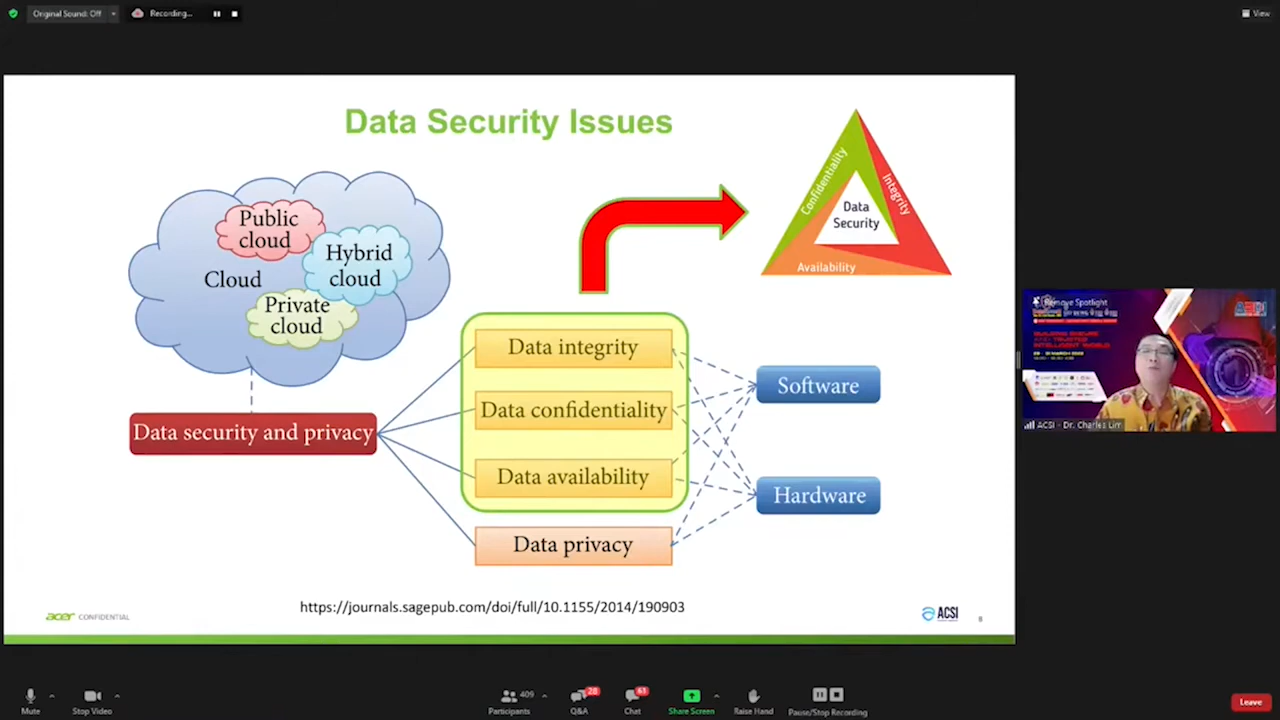 Original Sound: Off
Recording...
View
Data Security Issues
Public
cloud
Hybrid
cloud
Cloud
Private
cloud
Confidentiality
Integrity
Data
Security
Availability
Data integrity
Data confidentiality
Data availability
Data privacy
Data security and privacy
Software
Hardware
https://journals.sagepub.com/doi/full/10.1155/2014/190903
acer CONFIDENTIAL
ACSI
8
Remove Spotlight
ACSI - Dr. Charles Lim
Mute
Stop Video
409
Participants
28
Q&A
63
Chat
Share Screen
Raise Hand
Pause/Stop Recording
Leave